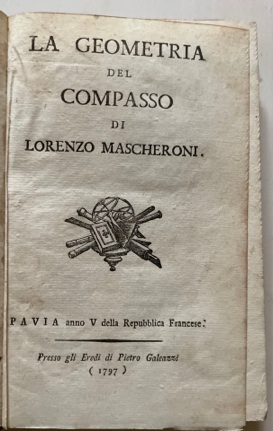 LA GEOMETRIA
DEL
COMPASSO
DI
LORENZO MASCHERONI.
PAVIA anno V della Repubblica Francese.
Presso gli Eredi di Pietro Galeazzi
( 1797 )